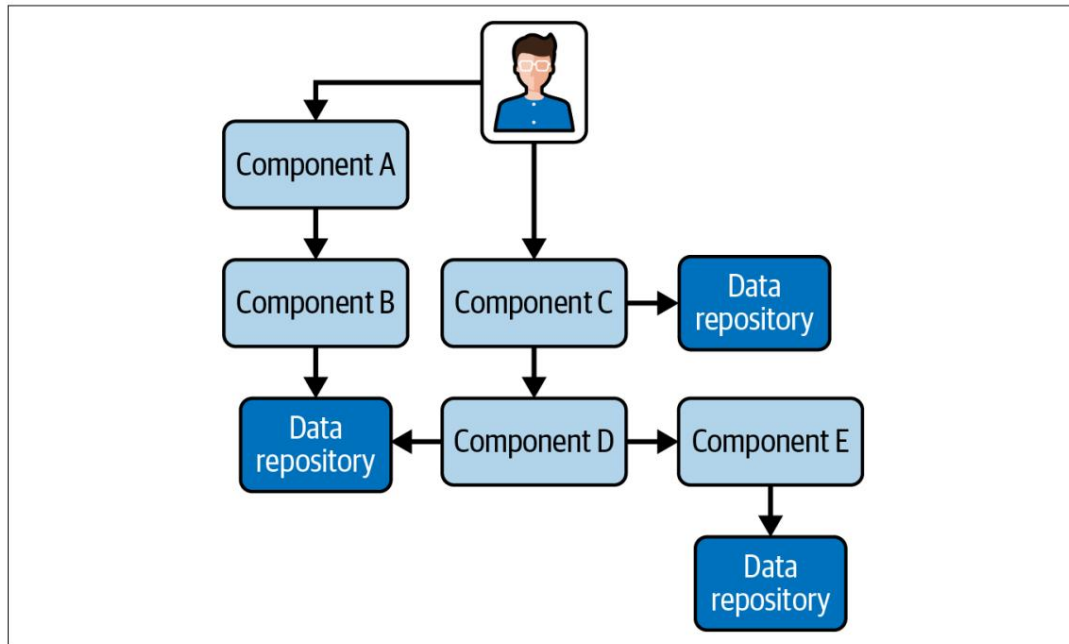 Component A
Component B
Component C
Data
repository
Data
repository
Component D
Component E
Data
repository